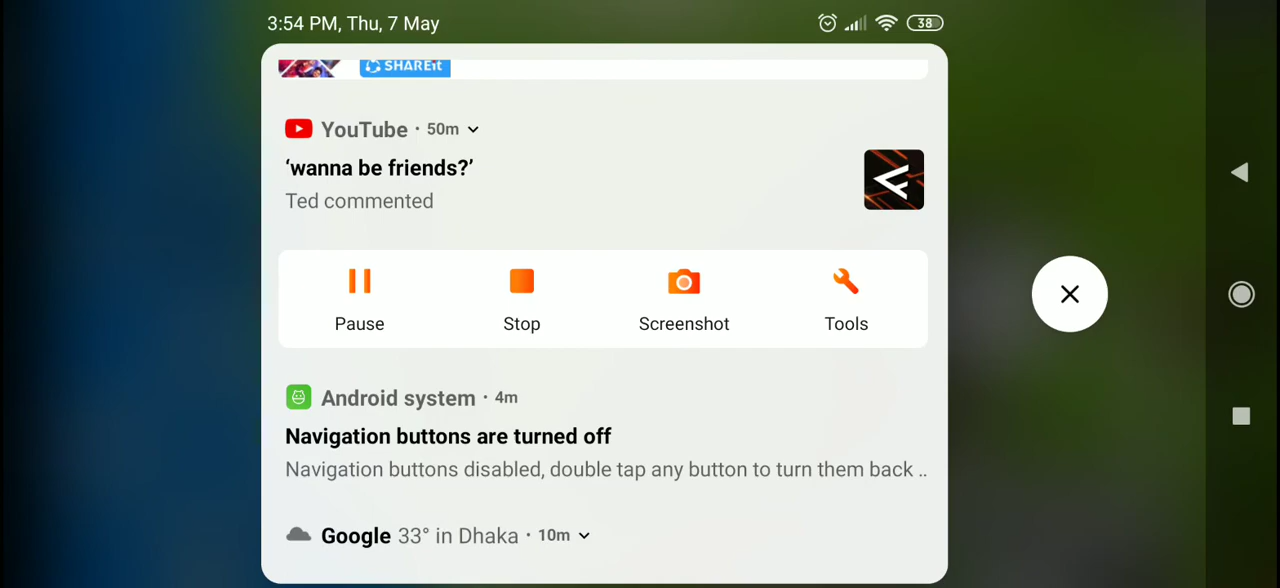 3:54 PM, Thu, 7 May
38
SHAREit
YouTube · 50m
‘wanna be friends?’
Ted commented
Pause
Stop
Screenshot
Tools
Android system · 4m
Navigation buttons are turned off
Navigation buttons disabled, double tap any button to turn them back ..
Google 33° in Dhaka · 10m